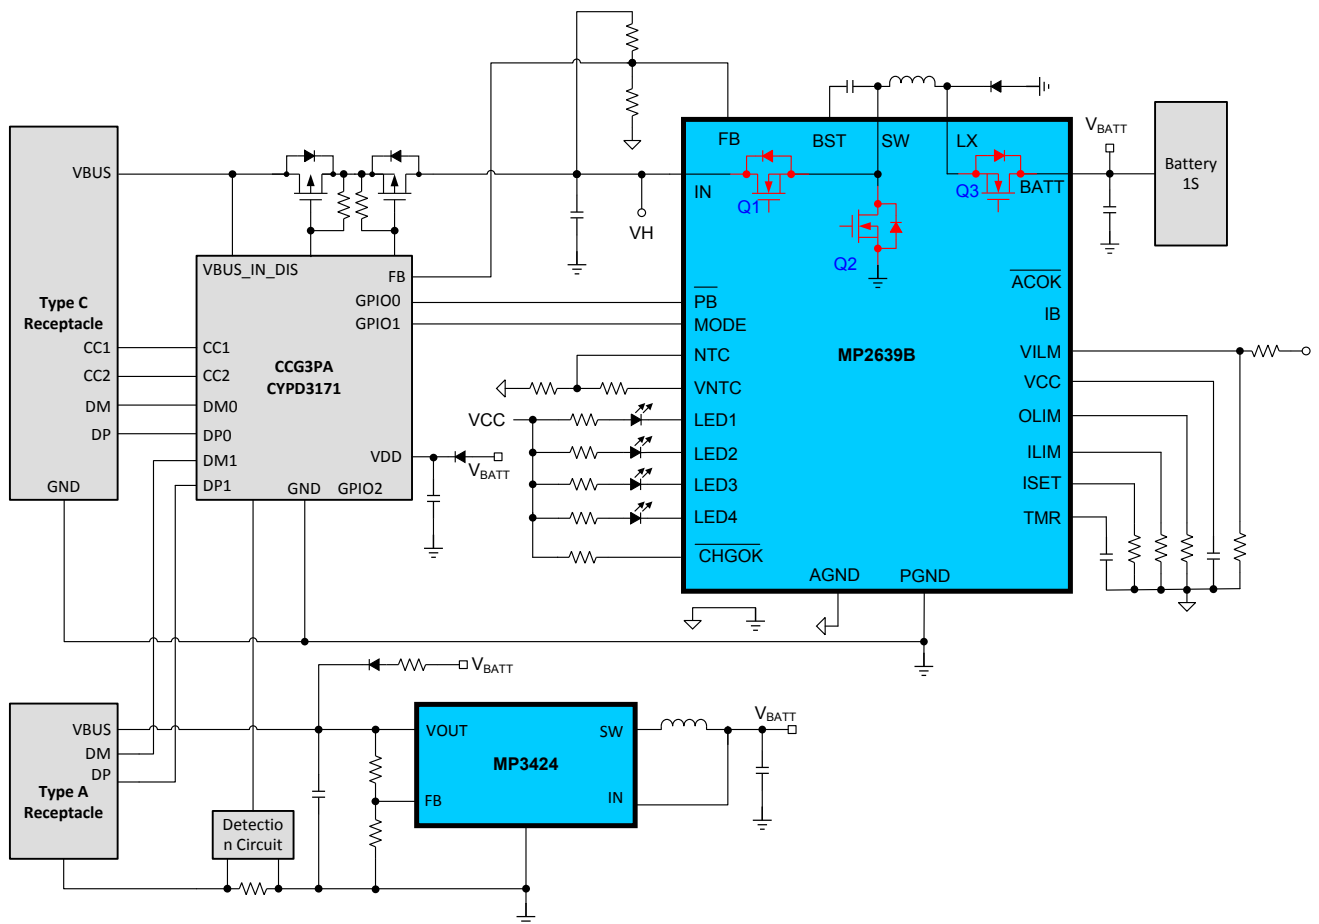 FB
BST
SW
LX
VBATT
VBUS
IN
Q1
Q3
BATT
Battery
1S
VH
Q2
VBUS_IN_DIS
FB
ACOK
Type C
Receptacle
GPIO0
PB
IB
GPIO1
MODE
CC1
CC1
NTC
MP2639B
VILM
CC2
CC2
CCG3PA
CYPD3171
VNTC
VCC
DM
DM0
VCC
LED1
OLIM
DP
DP0
VDD
VBATT
LED2
ILIM
DM1
GND
DP1
GND
GPIO2
LED3
ISET
LED4
TMR
CHGOK
AGND
PGND
VBATT
VBUS
VOUT
SW
VBATT
DM
MP3424
DP
Type A
Receptacle
FB
IN
Detectio
n Circuit